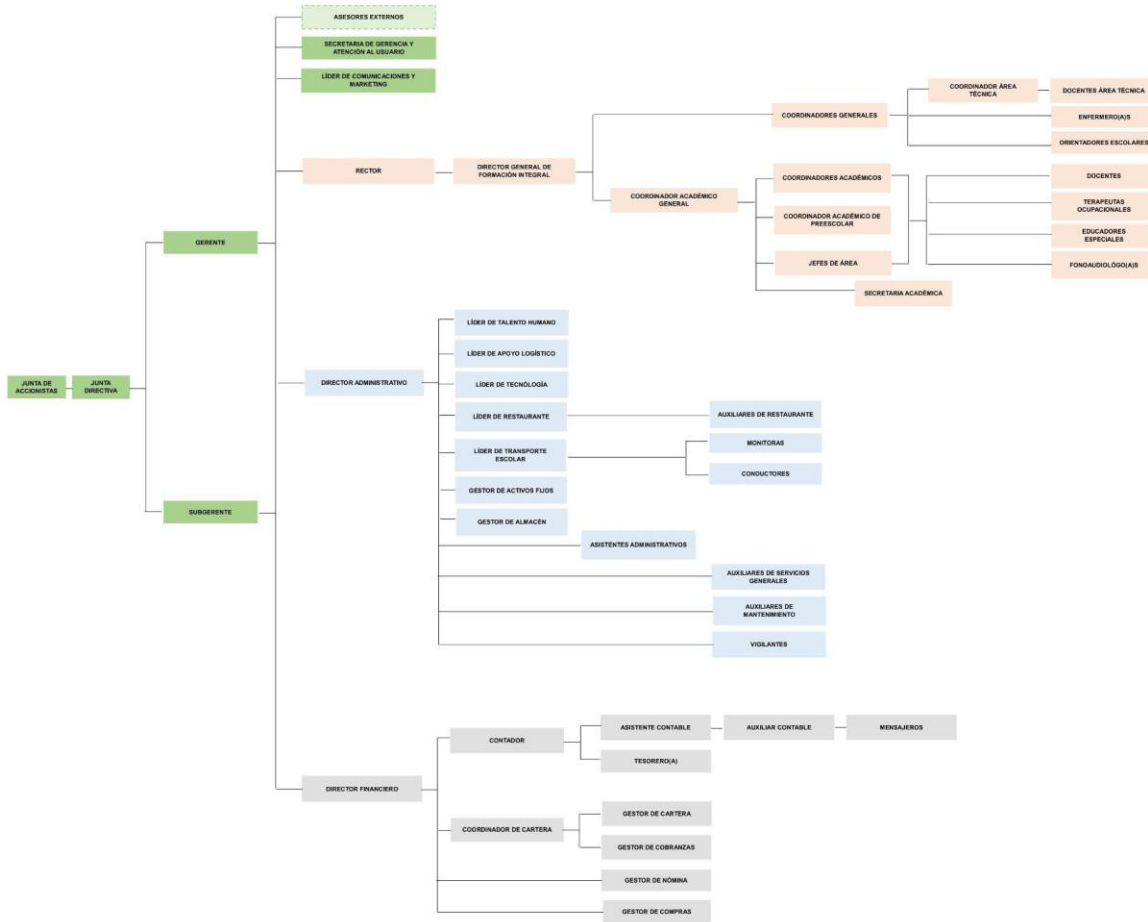 ASESORES EXTERNOS
SECRETARIA DE GERENCIA Y
ATENCIÓN AL USUARIO
LÍDER DE COMUNICACIONES Y
MARKETING
COORDINADOR ÁREA
TÉCNICA
DOCENTES ÁREA TÉCNICA
COORDINADORES GENERALES
ENFERMERO(A)S
ORIENTADORES ESCOLARES
RECTOR
DIRECTOR GENERAL DE
FORMACIÓN INTEGRAL
COORDINADOR ACADÉMICO
GENERAL
COORDINADORES ACADÉMICOS
COORDINADOR ACADÉMICO DE
PREESCOLAR
JEFES DE ÁREA
SECRETARIA ACADÉMICA
DOCENTES
TERAPEUTAS
OCUPACIONALES
EDUCADORES
ESPECIALES
FONOAUDIOLÓGO(A)S
GERENTE
JUNTA DE
ACCIONISTAS
JUNTA
DIRECTIVA
SUBGERENTE
DIRECTOR ADMINISTRATIVO
LÍDER DE TALENTO HUMANO
LÍDER DE APOYO LOGÍSTICO
LÍDER DE TECNÓLOGÍA
LÍDER DE RESTAURANTE
AUXILIARES DE RESTAURANTE
LÍDER DE TRANSPORTE
ESCOLAR
MONITORAS
CONDUCTORES
GESTOR DE ACTIVOS FIJOS
GESTOR DE ALMACÉN
ASISTENTES ADMINISTRATIVOS
AUXILIARES DE SERVICIOS
GENERALES
AUXILIARES DE
MANTENIMIENTO
VIGILANTES
DIRECTOR FINANCIERO
CONTADOR
ASISTENTE CONTABLE
AUXILIAR CONTABLE
MENSAJEROS
TESORERO(A)
COORDINADOR DE CARTERA
GESTOR DE CARTERA
GESTOR DE COBRANZAS
GESTOR DE NÓMINA
GESTOR DE COMPRAS